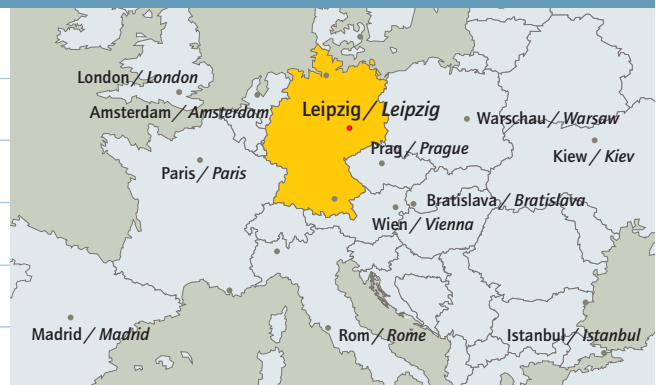 London / London
Amsterdam / Amsterdam
Leipzig / Leipzig
Warschau / Warsaw
Prag / Prague
Kiew / Kiev
Paris / Paris
Bratislava / Bratislava
Wien / Vienna
Madrid / Madrid
Rom / Rome
Istanbul / Istanbul